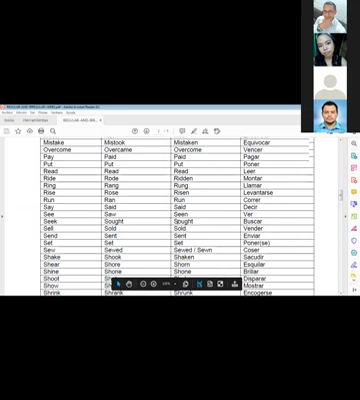 Inicio Herramientas
Mistake Mistook Mistaken Equivocar
Overcome Overcame Overcome Vencer
Pay Paid Paid Pagar
Put Put Put Poner
Read Read Read Leer
Ride Rode Ridden Montar
Ring Rang Rung Llamar
Rise Rose Risen Levantarse
Run Ran Run Correr
Say Said Said Decir
See Saw Seen Ver
Seek Sought Sought Buscar
Sell Sold Sold Vender
Send Sent Sent Enviar
Set Set Set Poner(se)
Sew Sewed Sewed / Sewn Coser
Shake Shook Shaken Sacudir
Shear Shore Shorn Esquilar
Shine Shone Shone Brillar
Shoot Disparar
Show Mostrar
Shrink Shrank Shrunk Encogerse